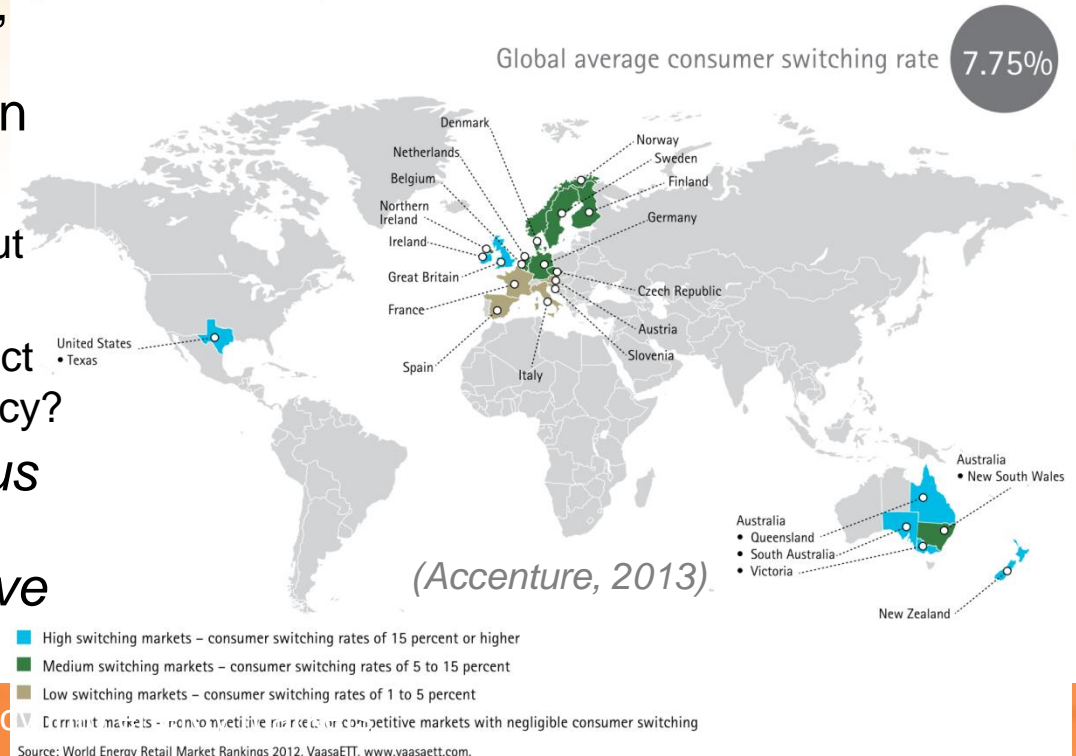 ,
n
ut
ct
cy?
us
ve
Global average consumer switching rate 7.75%
Denmark
Netherlands
Belgium
Northern
Ireland
Ireland
Great Britain
France
Spain
Italy
Norway
Sweden
Finland
Germany
Czech Republic
Austria
Slovenia
United States
• Texas
Australia
• New South Wales
Australia
• Queensland
• South Australia
• Victoria
New Zealand
(Accenture, 2013)
High switching markets – consumer switching rates of 15 percent or higher
Medium switching markets – consumer switching rates of 5 to 15 percent
Low switching markets – consumer switching rates of 1 to 5 percent
Dormant markets - noncompetitive markets or competitive markets with negligible consumer switching
Source: World Energy Retail Market Rankings 2012, VaasaETT, www.vaasaett.com.